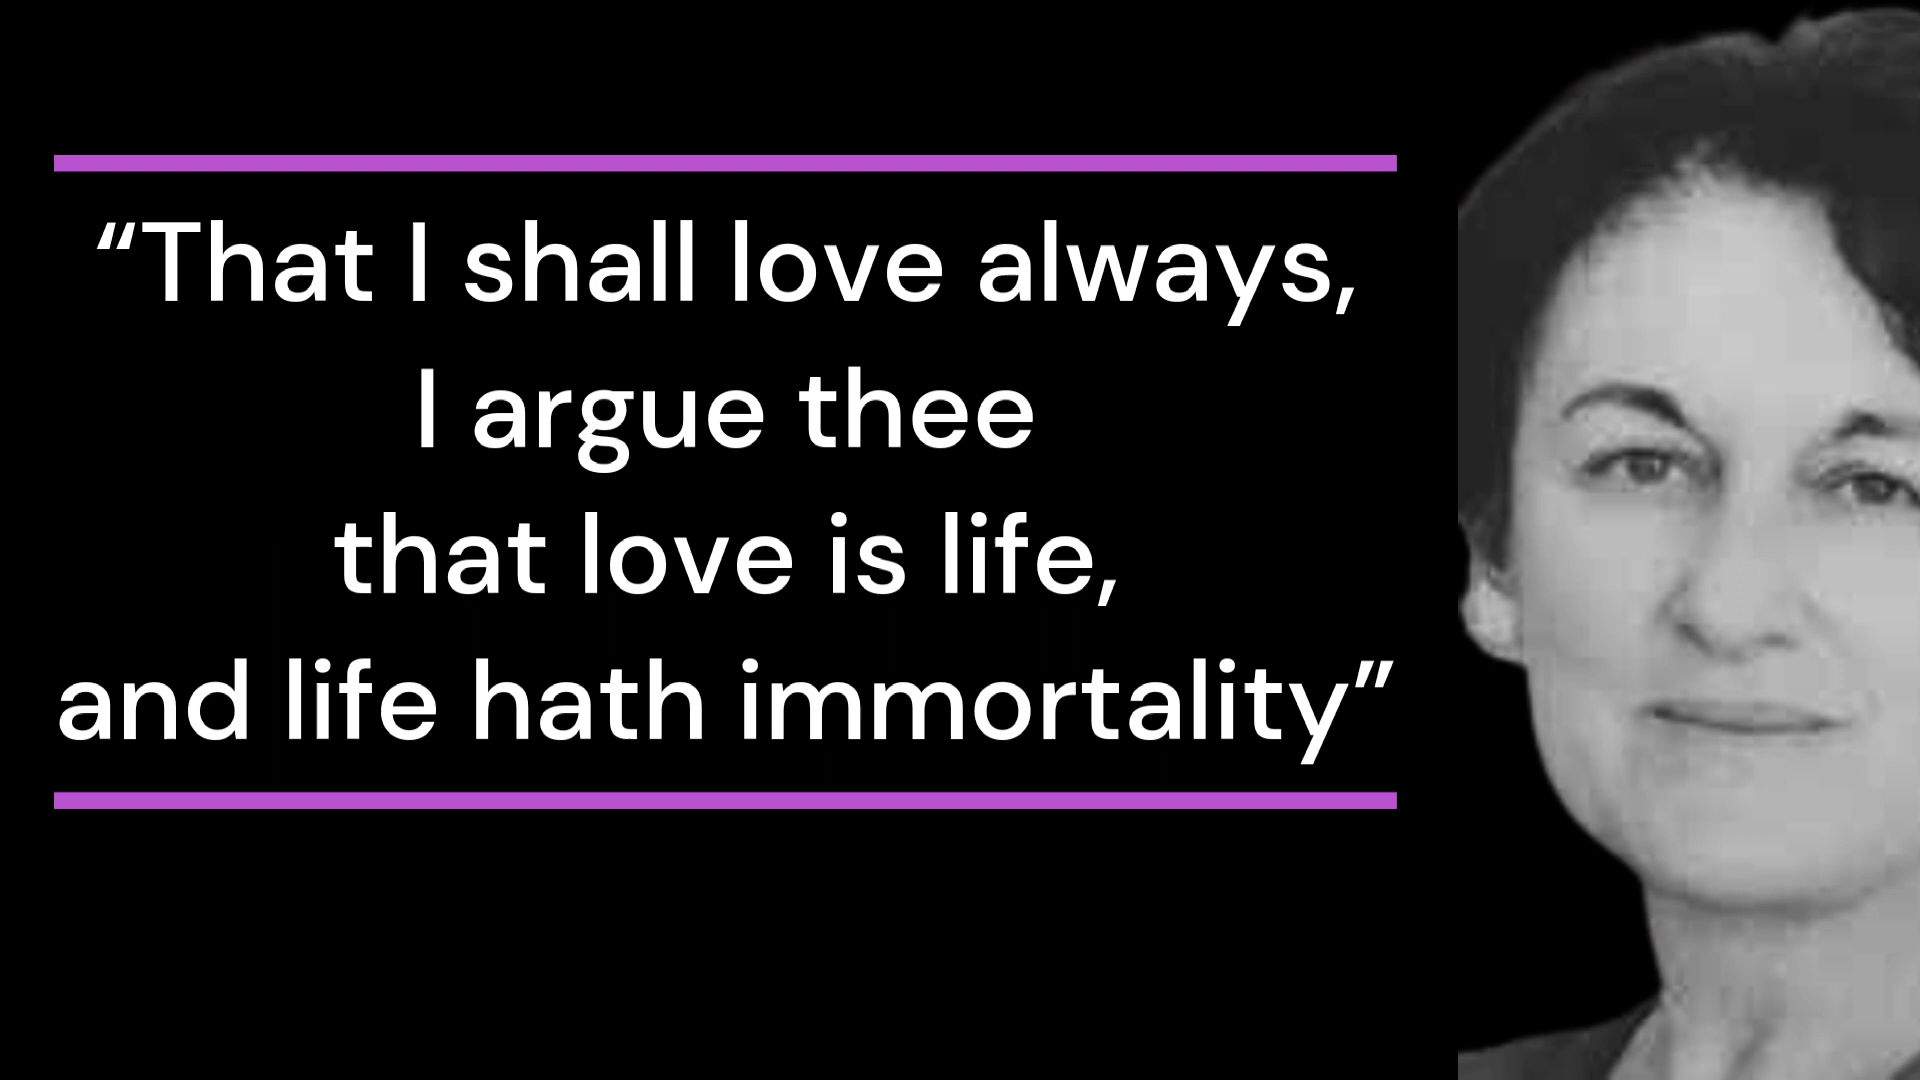 “That I shall love always,
I argue thee
that love is life,
and life hath immortality”